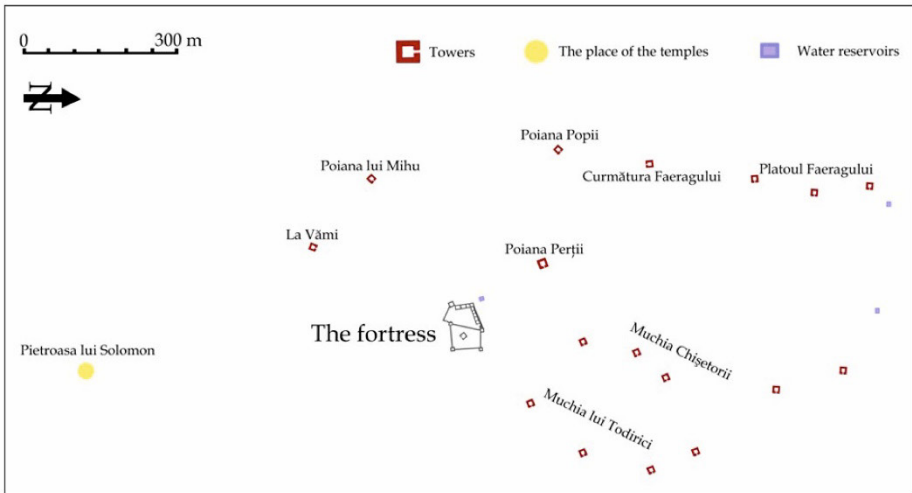 0 300 m
Towers
The place of the temples
Water reservoirs
N
Poiana Popii
Poiana lui Mihu
Curmătura Faeragului
Platoul Faeragului
La Vămi
Poiana Perții
The fortress
Muchia Chișetorii
Pietroasa lui Solomon
Muchia lui Todirici